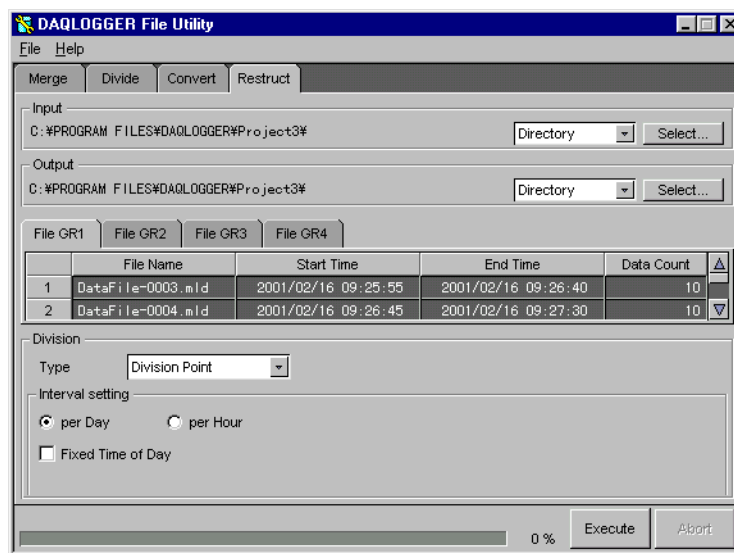 DAQLOGGER File Utility
File Help
Merge Divide Convert Restruct
Input
C:¥PROGRAM FILES¥DAQLOGGER¥Project3¥ Directory Select...
Output
C:¥PROGRAM FILES¥DAQLOGGER¥Project3¥ Directory Select...
File GR1 File GR2 File GR3 File GR4
File Name Start Time End Time Data Count
1 DataFile-0003.mld 2001/02/16 09:25:55 2001/02/16 09:26:40 10
2 DataFile-0004.mld 2001/02/16 09:26:45 2001/02/16 09:27:30 10
Division
Type Division Point
Interval setting
per Day per Hour
Fixed Time of Day
0 % Execute Abort